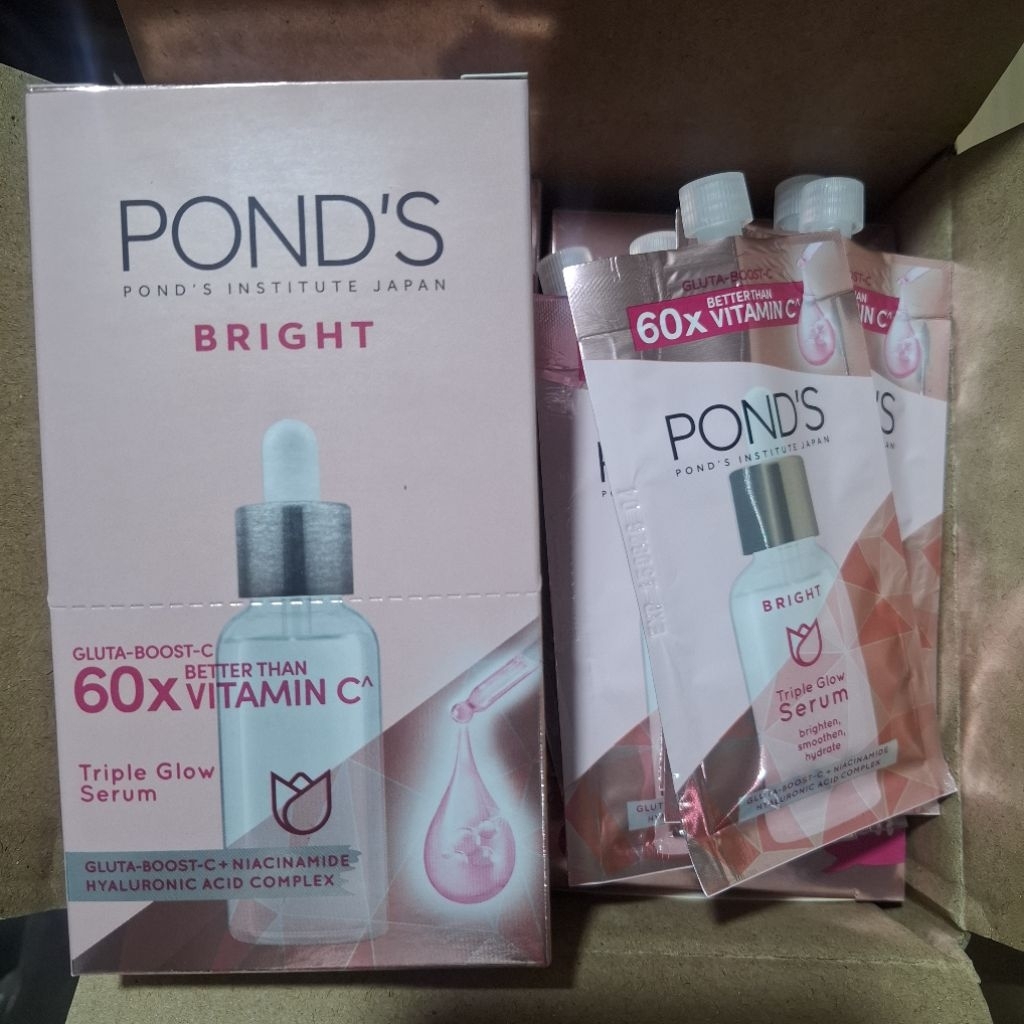 POND'S
POND'S INSTITUTE JAPAN
BRIGHT
GLUTA-BOOST-C
60x BETTER THAN
VITAMIN C^
Triple Glow
Serum
GLUTA-BOOST-C + NIACINAMIDE
HYALURONIC ACID COMPLEX
GLUTA-BOOST-C
60x BETTER THAN
VITAMIN C^
POND'S
POND'S INSTITUTE JAPAN
BRIGHT
Triple Glow
Serum
brighten,
smoothen,
hydrate
GLUTA-BOOST-C + NIACINAMIDE
HYALURONIC ACID COMPLEX